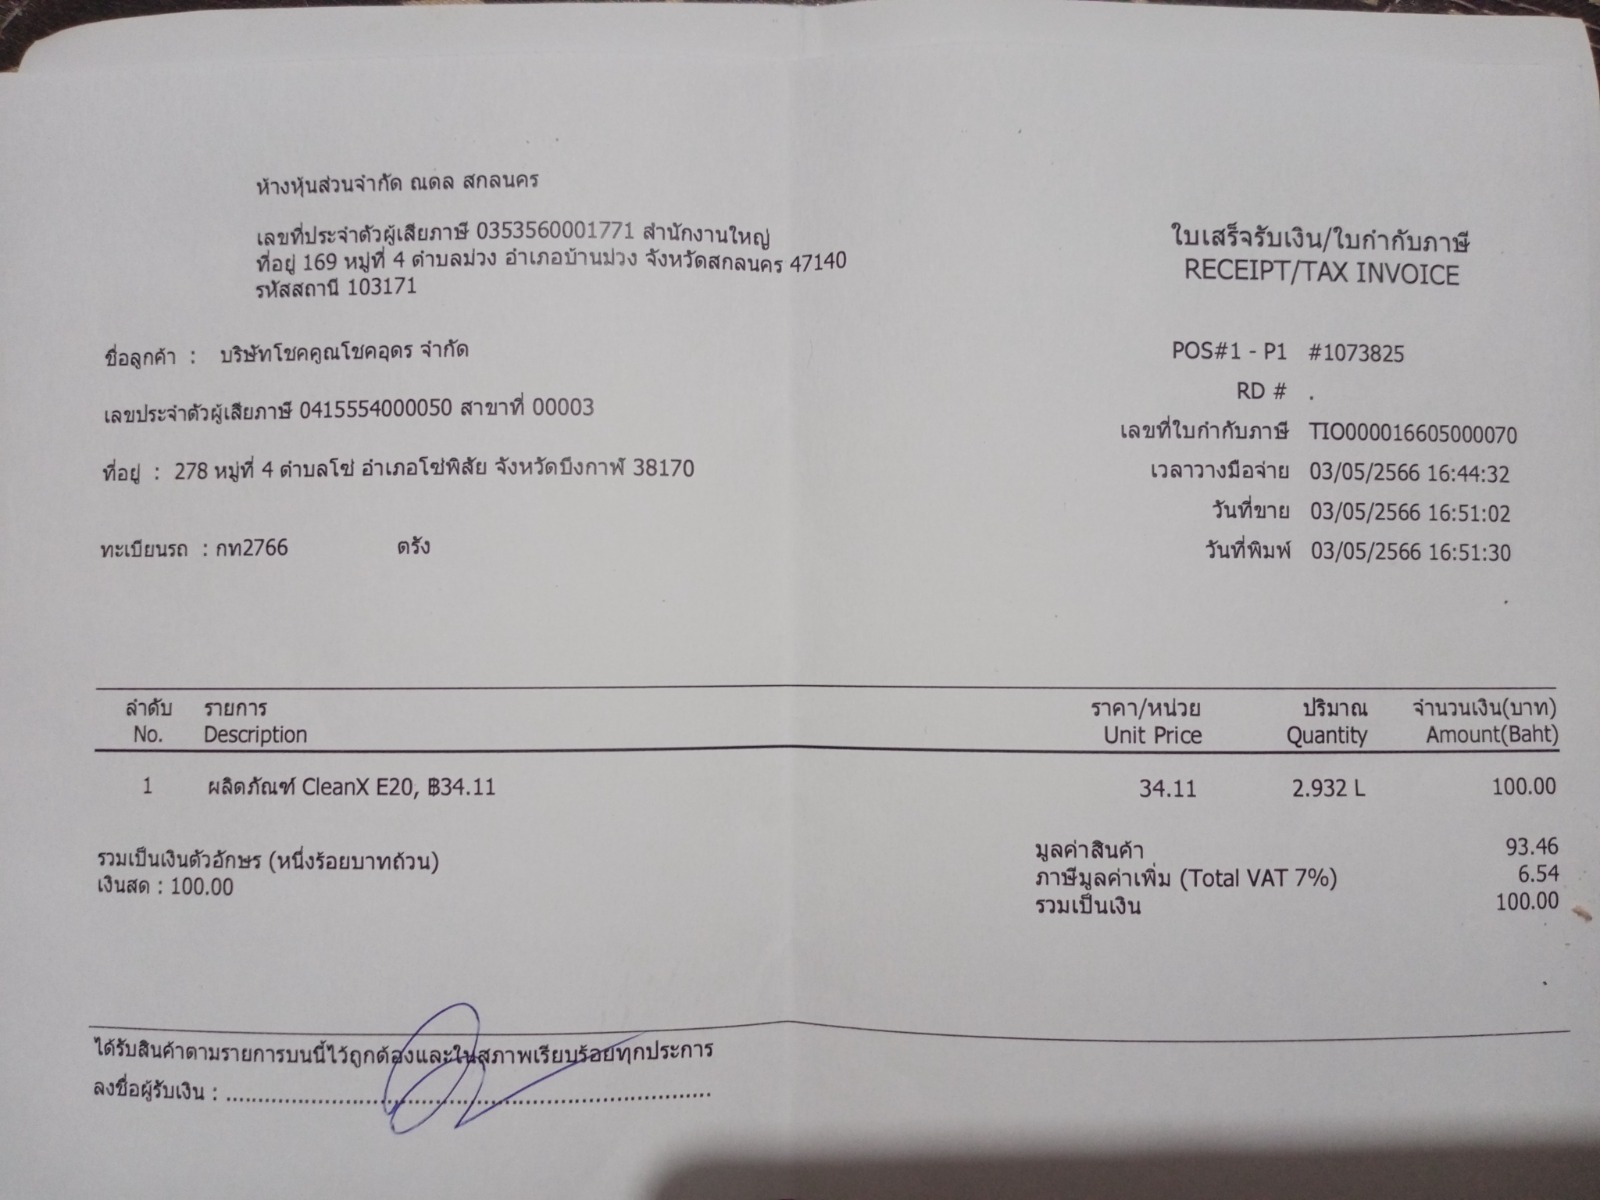 ห้างหุ้นส่วนจำกัด ณดล สกลนคร
เลขที่ประจำตัวผู้เสียภาษี 0353560001771 สำนักงานใหญ่
ที่อยู่ 169 หมู่ที่ 4 ตำบลม่วง อำเภอบ้านม่วง จังหวัดสกลนคร 47140
รหัสสถานี 103171
ใบเสร็จรับเงิน/ใบกำกับภาษี
RECEIPT/TAX INVOICE
ชื่อลูกค้า : บริษัทโชคคูณโชคอุดร จำกัด
เลขประจำตัวผู้เสียภาษี 0415554000050 สาขาที่ 00003
ที่อยู่ : 278 หมู่ที่ 4 ตำบลโซ่ อำเภอโซ่พิสัย จังหวัดบึงกาฬ 38170
ทะเบียนรถ : กท2766 ตรัง
POS#1 - P1 #1073825
RD # .
เลขที่ใบกำกับภาษี TIO000016605000070
เวลาวางมือจ่าย 03/05/2566 16:44:32
วันที่ขาย 03/05/2566 16:51:02
วันที่พิมพ์ 03/05/2566 16:51:30
ลำดับ รายการ ราคา/หน่วย ปริมาณ จำนวนเงิน(บาท)
No. Description Unit Price Quantity Amount(Baht)
1 ผลิตภัณฑ์ CleanX E20, ฿34.11 34.11 2.932 L 100.00
รวมเป็นเงินตัวอักษร (หนึ่งร้อยบาทถ้วน)
เงินสด : 100.00
มูลค่าสินค้า 93.46
ภาษีมูลค่าเพิ่ม (Total VAT 7%) 6.54
รวมเป็นเงิน 100.00
ได้รับสินค้าตามรายการบนนี้ไว้ถูกต้องและในสภาพเรียบร้อยทุกประการ
ลงชื่อผู้รับเงิน : ................................................................................